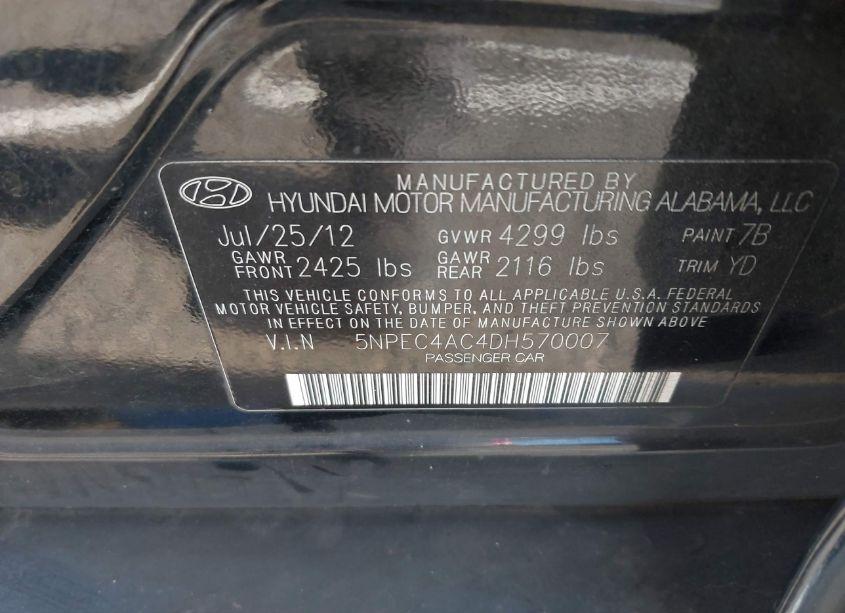 MANUFACTURED BY
HYUNDAI MOTOR MANUFACTURING ALABAMA, LLC
Jul/25/12 GVWR 4299 lbs PAINT 7B
GAWR FRONT 2425 lbs GAWR REAR 2116 lbs TRIM YD
THIS VEHICLE CONFORMS TO ALL APPLICABLE U.S.A. FEDERAL
MOTOR VEHICLE SAFETY, BUMPER, AND THEFT PREVENTION STANDARDS
IN EFFECT ON THE DATE OF MANUFACTURE SHOWN ABOVE
V.I.N 5NPEC4AC4DH570007
PASSENGER CAR